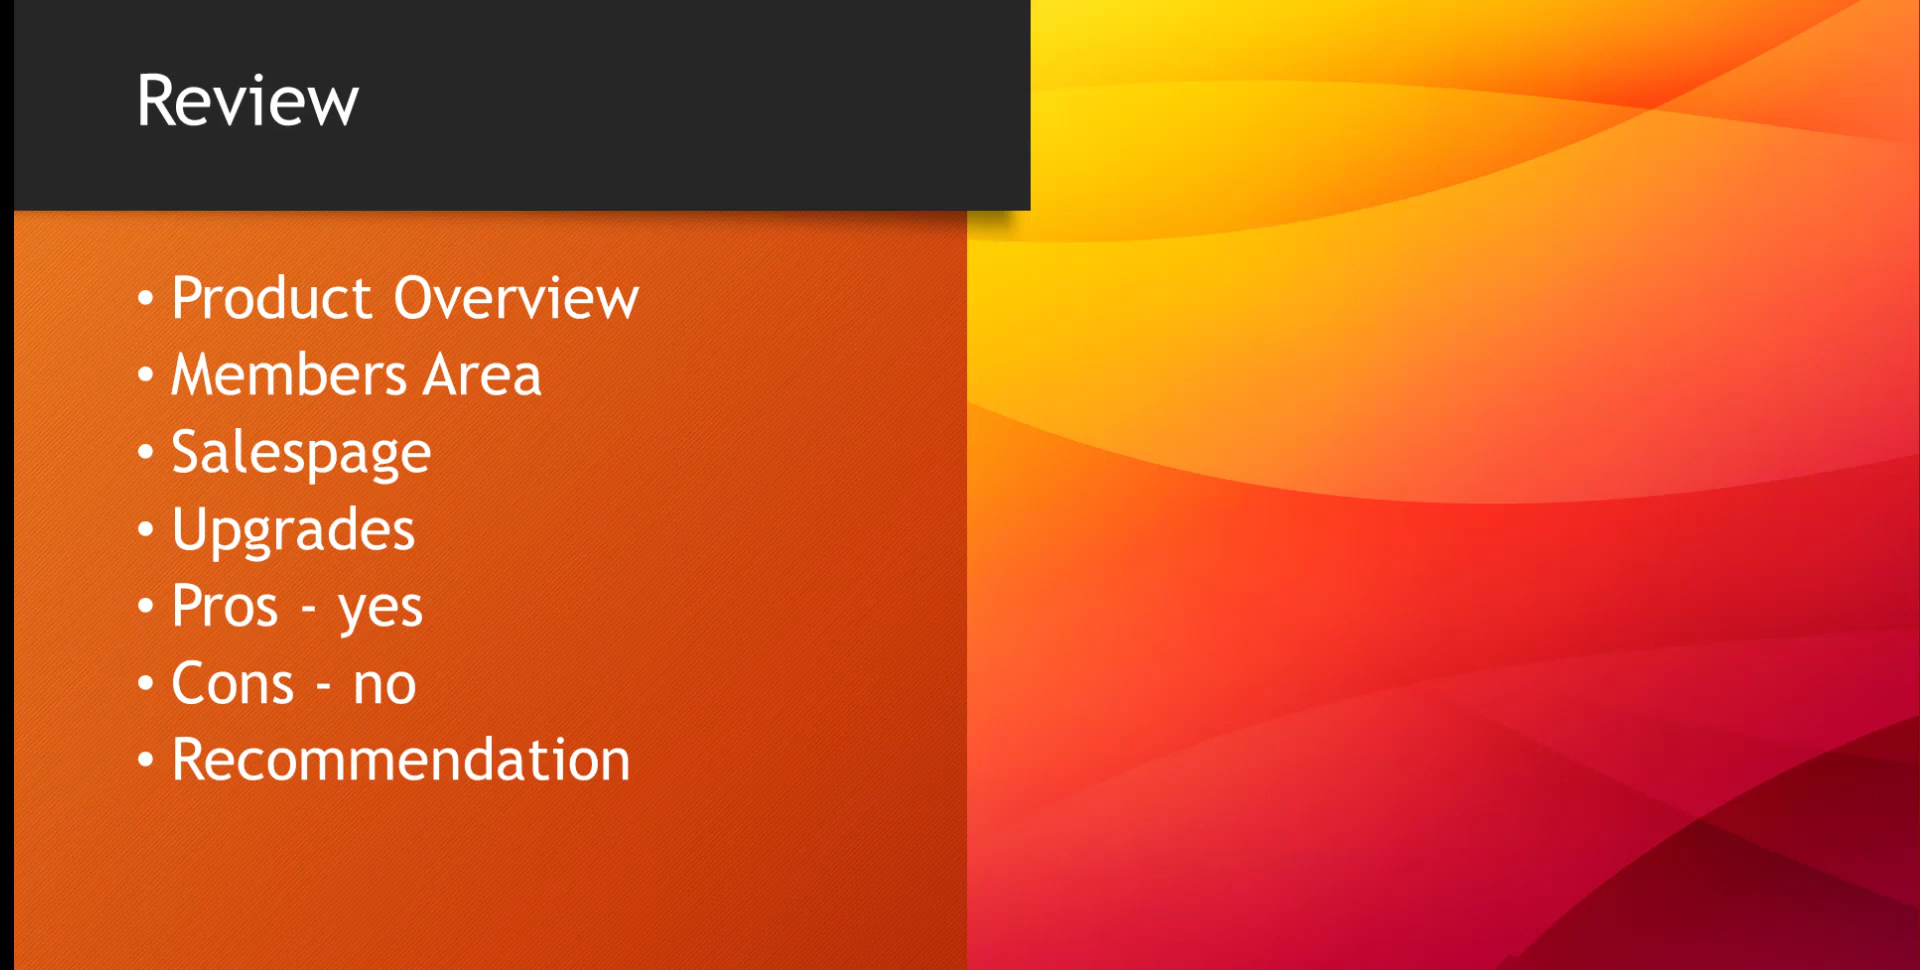 Review
• Product Overview
• Members Area
• Salespage
• Upgrades
• Pros - yes
• Cons - no
• Recommendation